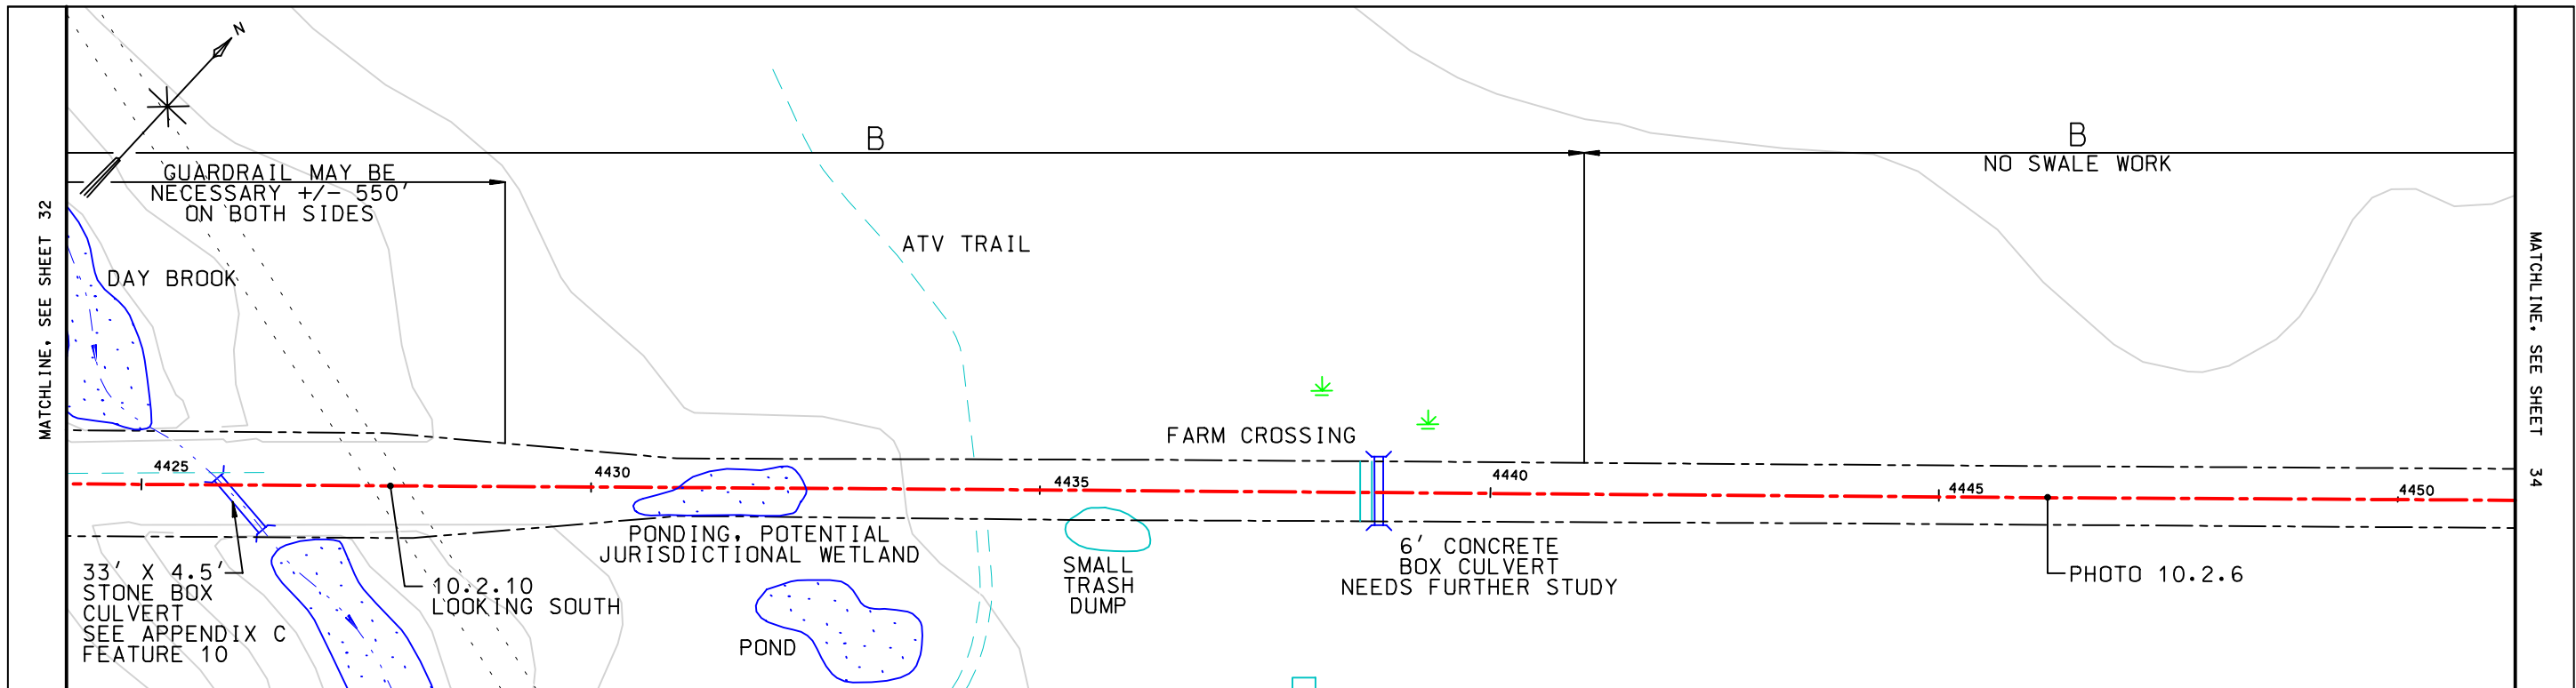 N
B
B
NO SWALE WORK
GUARDRAIL MAY BE
NECESSARY +/- 550'
ON BOTH SIDES
MATCHLINE, SEE SHEET 32
MATCHLINE, SEE SHEET 34
DAY BROOK
ATV TRAIL
FARM CROSSING
4425
4430
4435
4440
4445
4450
PONDING, POTENTIAL
JURISDICTIONAL WETLAND
33' X 4.5'
STONE BOX
CULVERT
SEE APPENDIX C
FEATURE 10
10.2.10
LOOKING SOUTH
POND
SMALL
TRASH
DUMP
6' CONCRETE
BOX CULVERT
NEEDS FURTHER STUDY
PHOTO 10.2.6